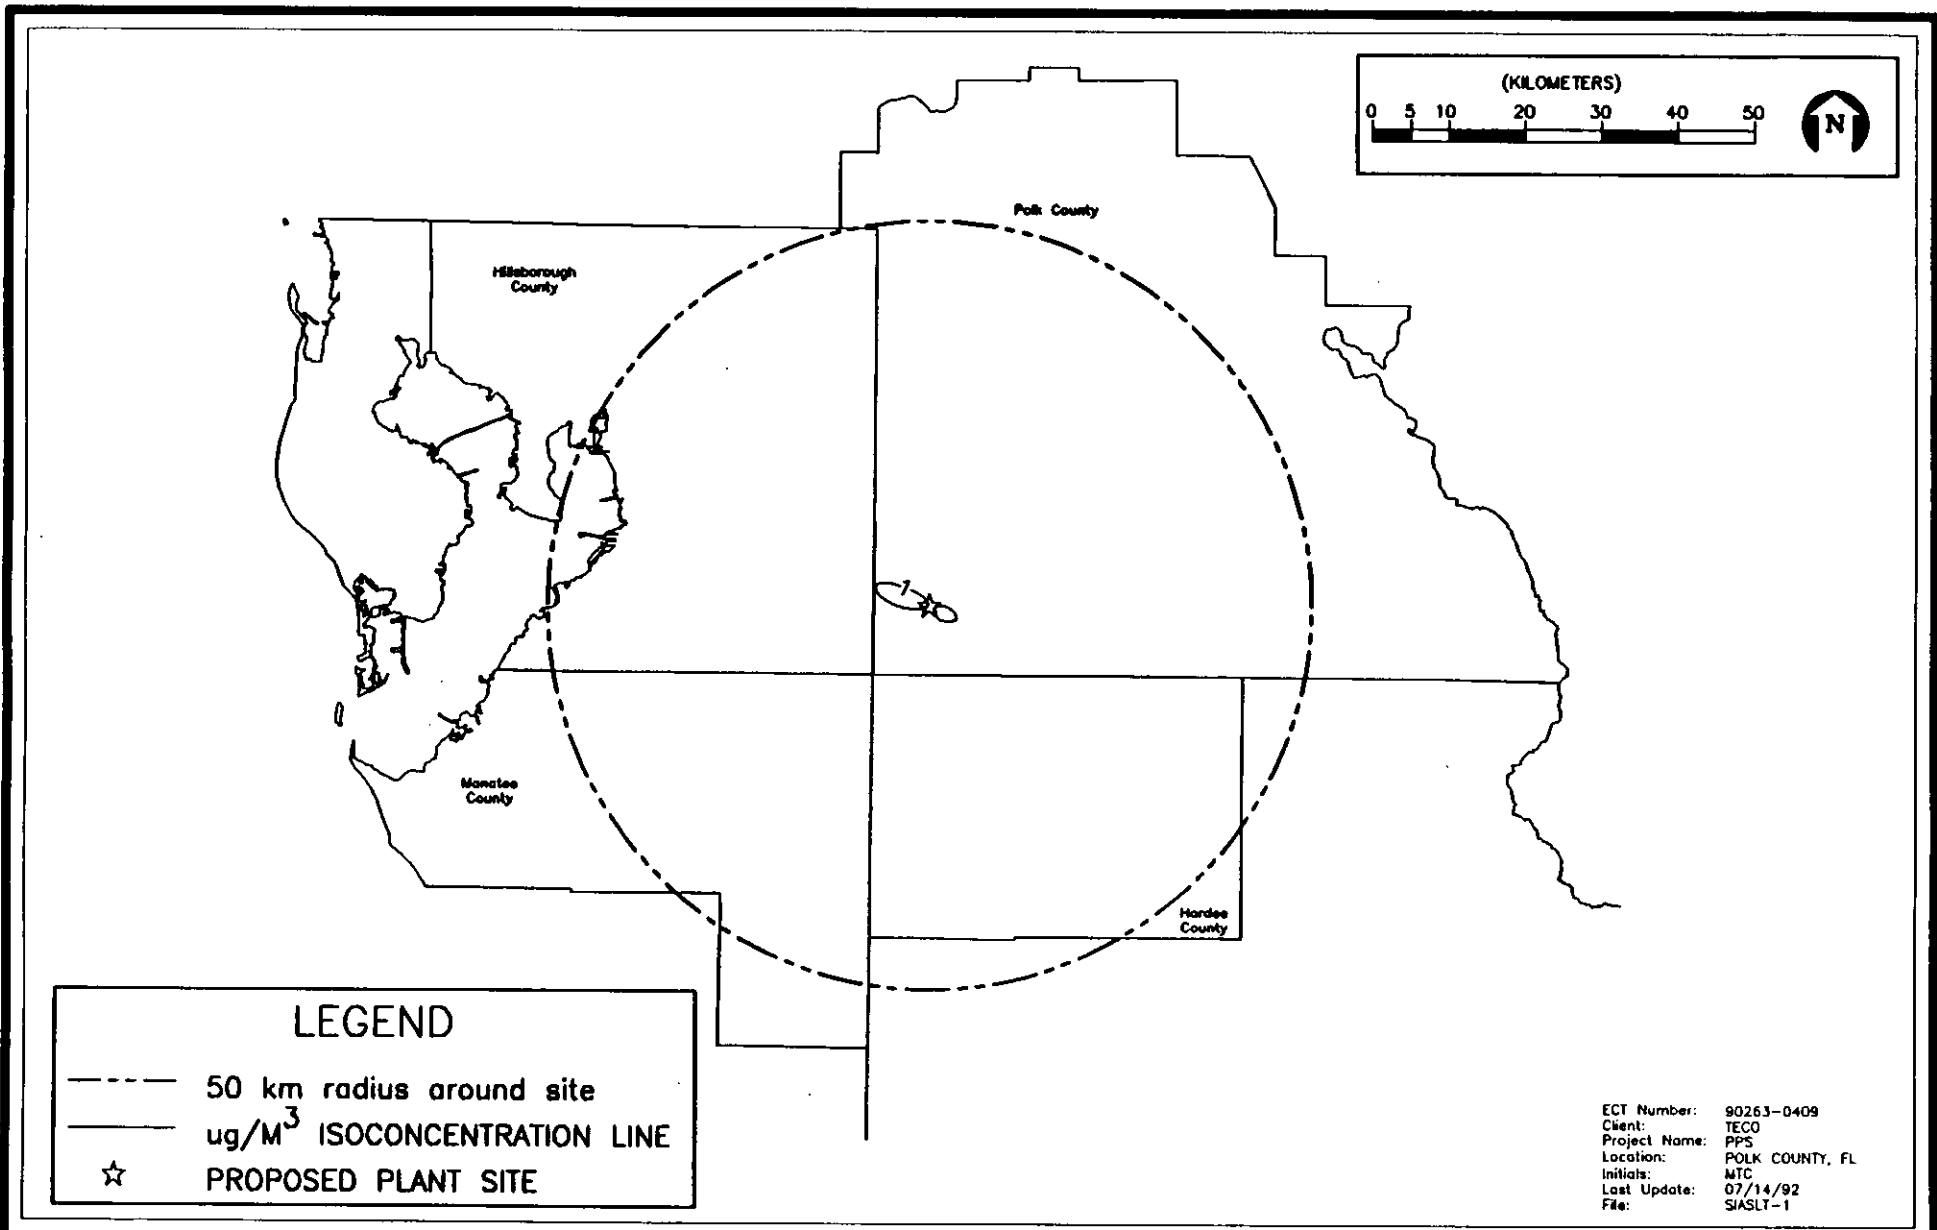 (KILOMETERS)
0 5 10 20 30 40 50
N
Polk County
Hillsborough
County
1
Manatee
County
Hardee
County
LEGEND
50 km radius around site
ug/M³ ISOCONCENTRATION LINE
PROPOSED PLANT SITE
ECT Number: 90263-0409
Client: TECO
Project Name: PPS
Location: POLK COUNTY, FL
Initials: MTC
Last Update: 07/14/92
File: SIASLT-1